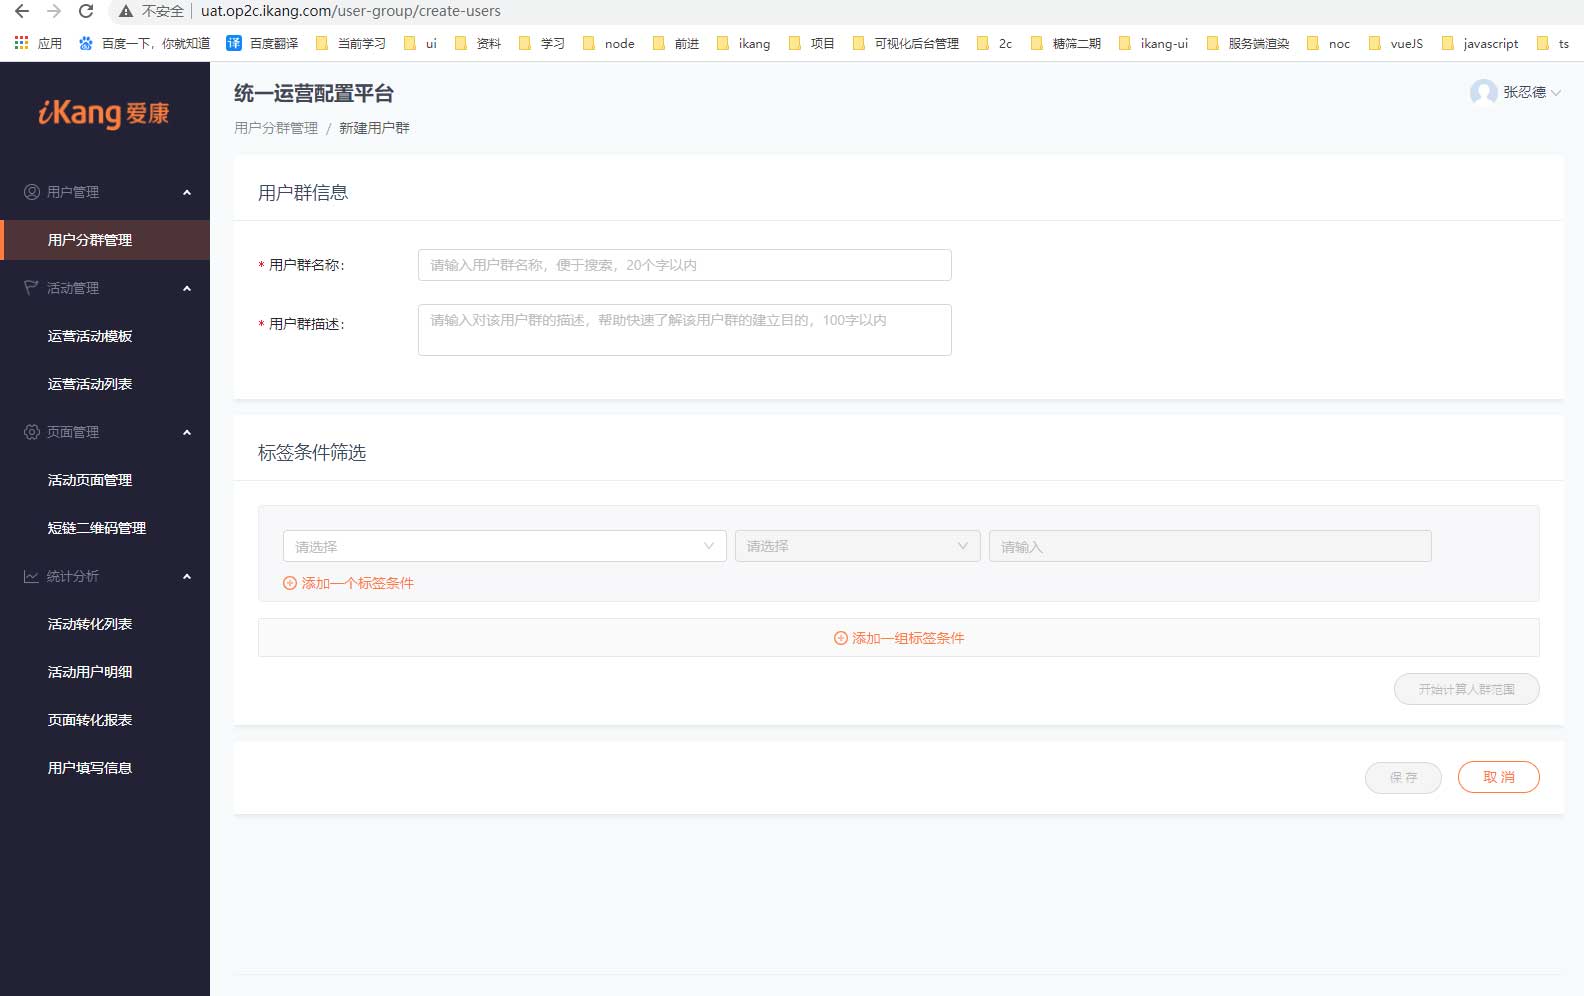 不安全 uat.op2c.ikang.com/user-group/create-users
应用 百度一下，你就知道 译 百度翻译 当前学习 ui 资料 学习 node 前进 ikang 项目 可视化后台管理 2c 糖筛二期 ikang-ui 服务端渲染 noc vueJS javascript ts
iKang 爱康
用户管理
用户分群管理
活动管理
运营活动模板
运营活动列表
页面管理
活动页面管理
短链二维码管理
统计分析
活动转化列表
活动用户明细
页面转化报表
用户填写信息
统一运营配置平台
张忍德
用户分群管理 / 新建用户群
用户群信息
* 用户群名称： 请输入用户群名称，便于搜索，20个字以内
* 用户群描述： 请输入对该用户群的描述，帮助快速了解该用户群的建立目的，100字以内
标签条件筛选
请选择 请选择 请输入
添加一个标签条件
添加一组标签条件
开始计算人群范围
保 存 取 消